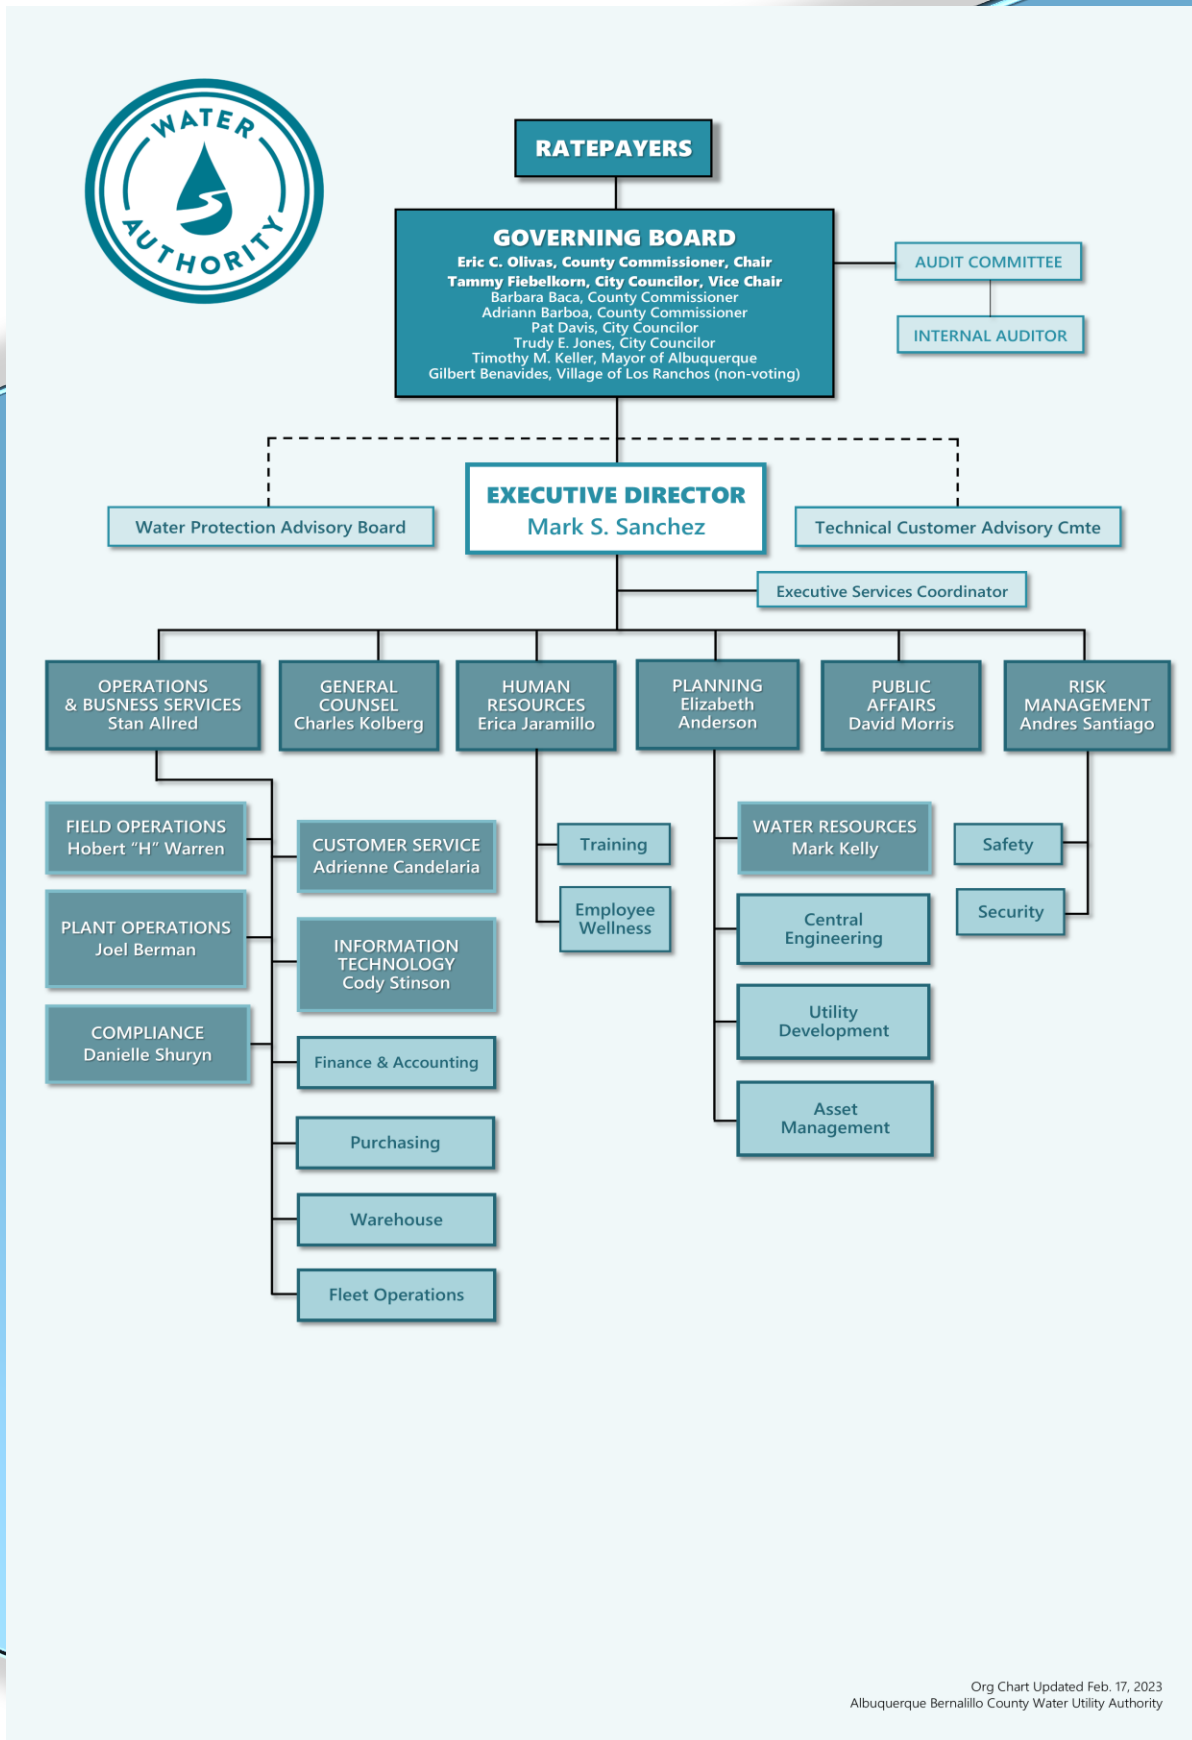 WATER
AUTHORITY
RATEPAYERS
GOVERNING BOARD
Eric C. Olivas, County Commissioner, Chair
Tammy Fiebelkorn, City Councilor, Vice Chair
Barbara Baca, County Commissioner
Adriann Barboa, County Commissioner
Pat Davis, City Councilor
Trudy E. Jones, City Councilor
Timothy M. Keller, Mayor of Albuquerque
Gilbert Benavides, Village of Los Ranchos (non-voting)
AUDIT COMMITTEE
INTERNAL AUDITOR
EXECUTIVE DIRECTOR
Mark S. Sanchez
Water Protection Advisory Board
Technical Customer Advisory Cmte
Executive Services Coordinator
OPERATIONS
& BUSNESS SERVICES
Stan Allred
GENERAL
COUNSEL
Charles Kolberg
HUMAN
RESOURCES
Erica Jaramillo
PLANNING
Elizabeth
Anderson
PUBLIC
AFFAIRS
David Morris
RISK
MANAGEMENT
Andres Santiago
FIELD OPERATIONS
Hobert “H” Warren
PLANT OPERATIONS
Joel Berman
COMPLIANCE
Danielle Shuryn
CUSTOMER SERVICE
Adrienne Candelaria
INFORMATION
TECHNOLOGY
Cody Stinson
Finance & Accounting
Purchasing
Warehouse
Fleet Operations
Training
Employee
Wellness
WATER RESOURCES
Mark Kelly
Central
Engineering
Utility
Development
Asset
Management
Safety
Security
Org Chart Updated Feb. 17, 2023
Albuquerque Bernalillo County Water Utility Authority